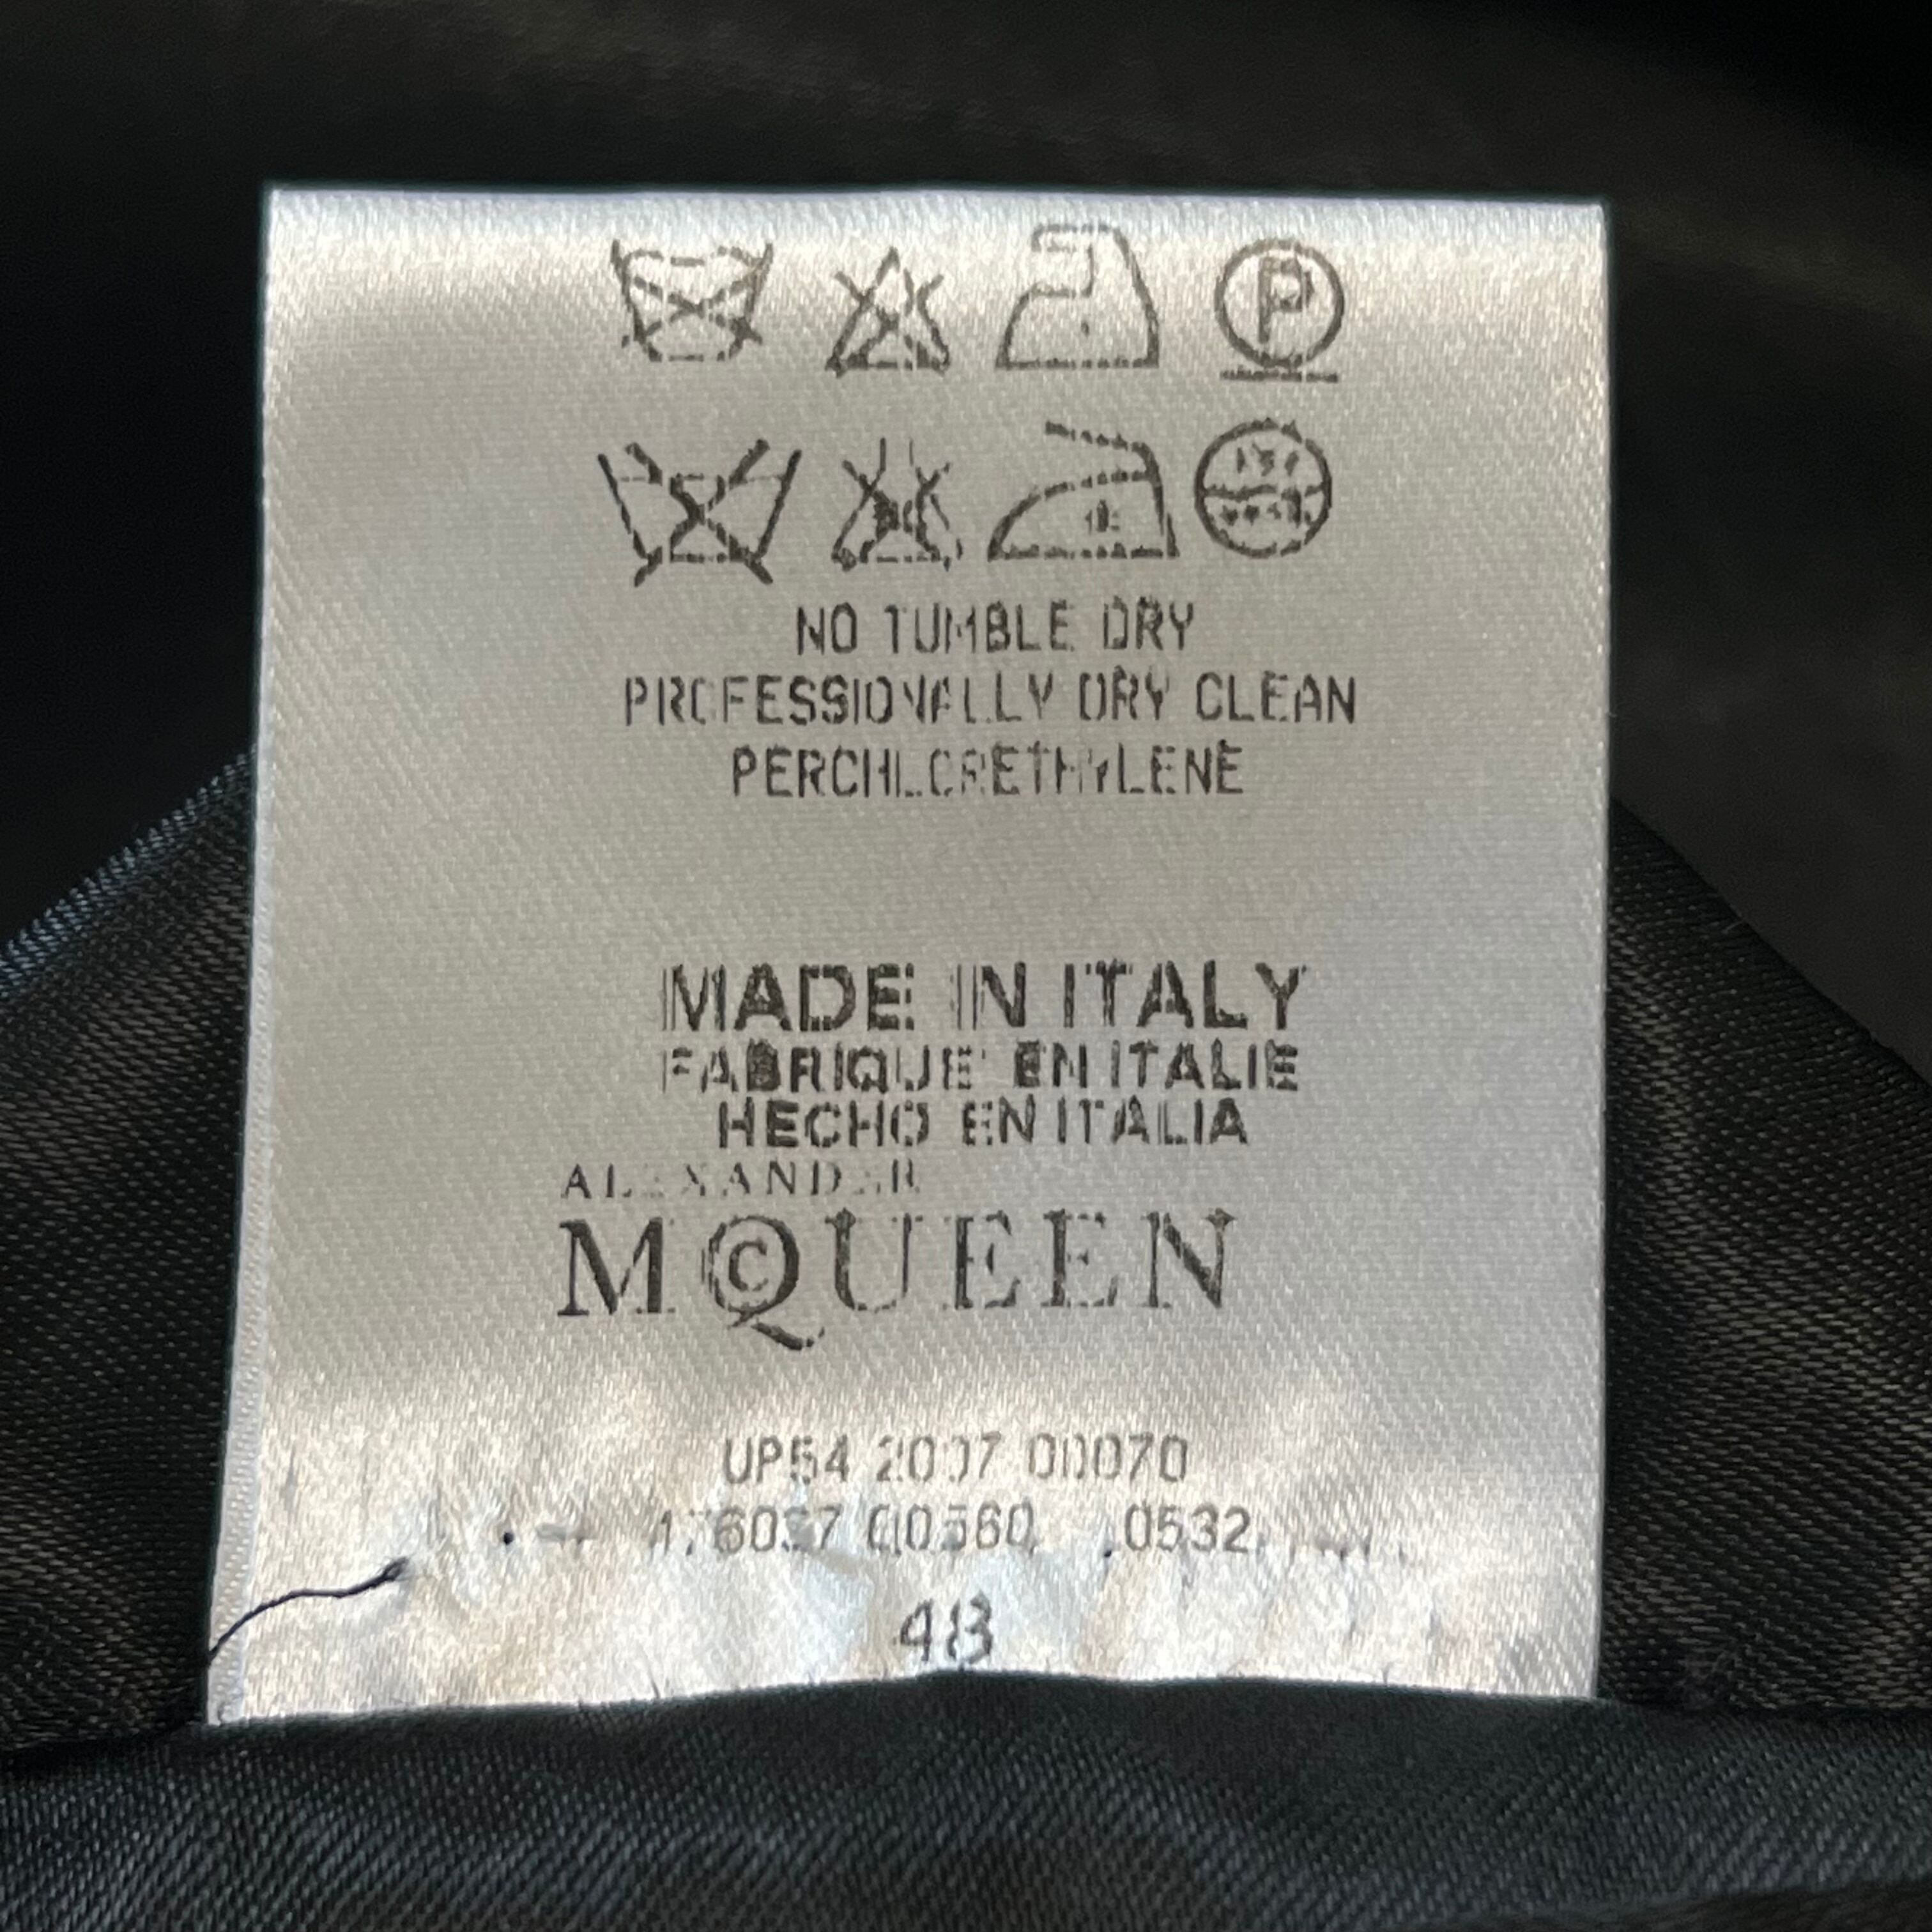 P
NO TUMBLE DRY
PROFESSIONALLY DRY CLEAN
PERCHLORETHYLENE
MADE IN ITALY
FABRIQUE' EN ITALIE
HECHO EN ITALIA
ALEXANDER
McQUEEN
UP54 2007 00070
0532
48